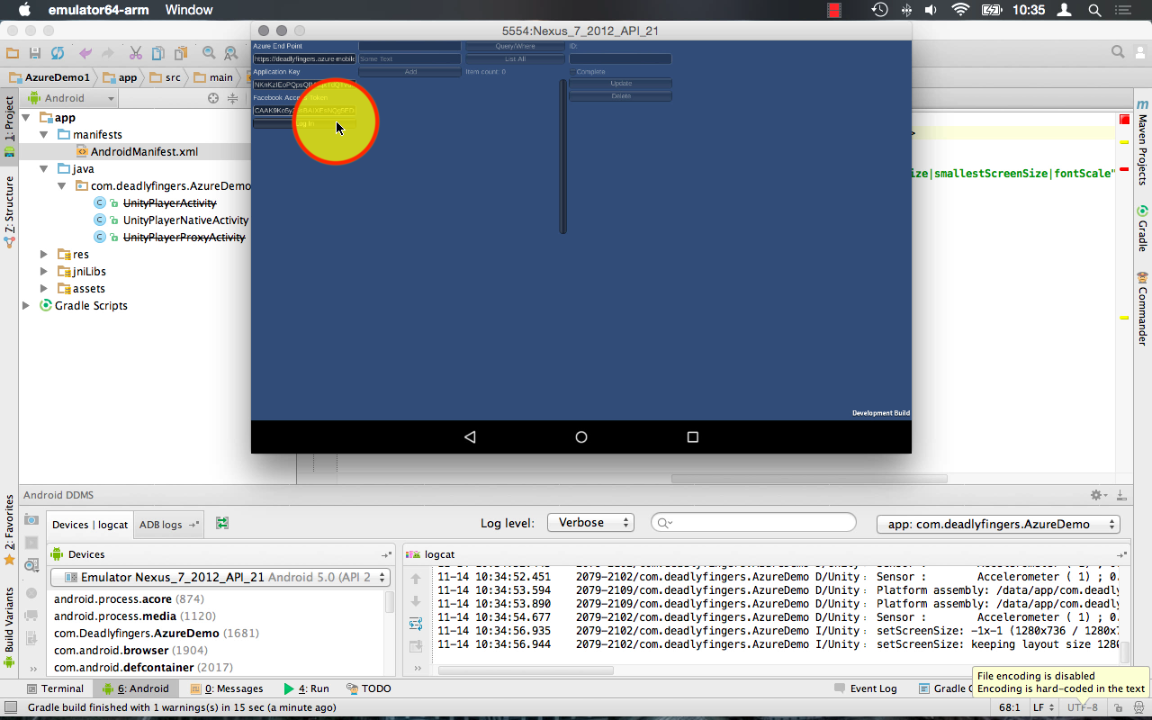 emulator64-arm Window
10:35
5554:Nexus_7_2012_API_21
AzureDemo1 app src main
Android
app
manifests
AndroidManifest.xml
java
com.deadlyfingers.AzureDemo
UnityPlayerActivity
UnityPlayerNativeActivity
UnityPlayerProxyActivity
res
jniLibs
assets
Gradle Scripts
1: Project
Z: Structure
2: Favorites
Build Variants
Azure End Point
Query/Where
ID:
https://deadlyfingers.azure-mobile
Some Text
List All
Application Key
Add
Item count: 0
Complete
Update
Facebook Access Token
Delete
Log In
Development Build
ize|smallestScreenSize|fontScale"
Maven Projects
Gradle
Commander
Android DDMS
Devices | logcat
ADB logs
Log level:
Verbose
app: com.deadlyfingers.AzureDemo
Devices
logcat
Emulator Nexus_7_2012_API_21 Android 5.0 (API 2
android.process.acore (874)
android.process.media (1120)
com.Deadlyfingers.AzureDemo (1681)
com.android.browser (1904)
com.android.defcontainer (2017)
11-14 10:34:52.451 2079-2102/com.deadlyfingers.AzureDemo D/Unity﹕ Sensor : Accelerometer ( 1) ; 0.
11-14 10:34:53.594 2079-2109/com.deadlyfingers.AzureDemo D/Unity﹕ Platform assembly: /data/app/com.deadly
11-14 10:34:53.890 2079-2109/com.deadlyfingers.AzureDemo D/Unity﹕ Platform assembly: /data/app/com.deadly
11-14 10:34:54.677 2079-2102/com.deadlyfingers.AzureDemo D/Unity﹕ Sensor : Accelerometer ( 1) ; 0.
11-14 10:34:56.935 2079-2102/com.deadlyfingers.AzureDemo I/Unity﹕ setScreenSize: -1x-1 (1280x736 / 1280x7
11-14 10:34:56.944 2079-2102/com.deadlyfingers.AzureDemo I/Unity﹕ setScreenSize: keeping layout size 1280
File encoding is disabled
Encoding is hard-coded in the text
Terminal 6: Android 0: Messages 4: Run TODO Event Log Gradle C
Gradle build finished with 1 warnings(s) in 15 sec (a minute ago)
68:1 LF UTF-8